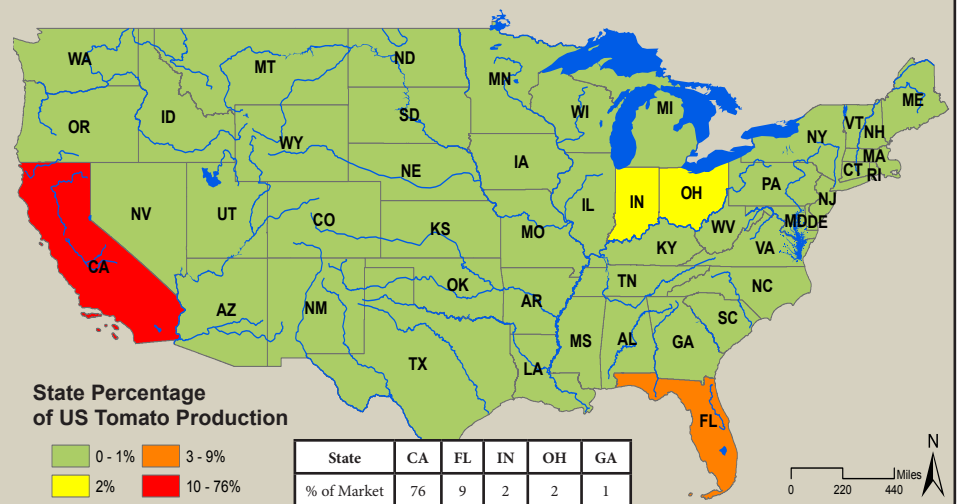 WA
MT
ND
MN
ME
OR
ID
SD
WI
MI
VT
NH
NY
WY
MA
IA
CT
RI
NE
PA
NV
UT
IL
IN
OH
NJ
CO
KS
MO
WV
MD
DE
KY
VA
CA
TN
NC
AZ
NM
OK
AR
SC
MS
AL
GA
TX
LA
FL
State Percentage
of US Tomato Production
0 - 1%
3 - 9%
2%
10 - 76%
State CA FL IN OH GA
% of Market 76 9 2 2 1
N
Miles
0 220 440